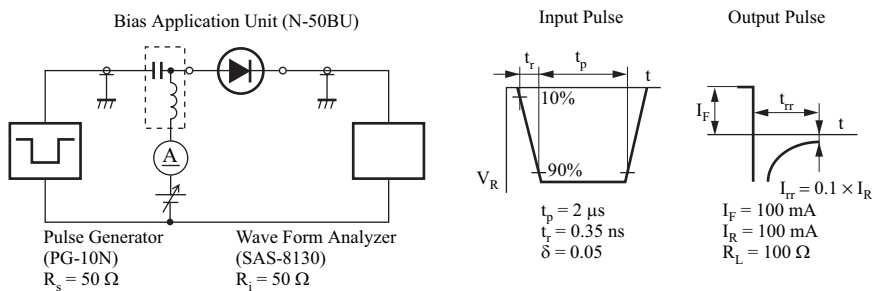 Bias Application Unit (N-50BU)
A
Pulse Generator
(PG-10N)
R_s = 50 Ω
Wave Form Analyzer
(SAS-8130)
R_i = 50 Ω
Input Pulse
t_r
t_p
t
10%
90%
V_R
t_p = 2 μs
t_r = 0.35 ns
δ = 0.05
Output Pulse
I_F
t_rr
t
I_rr = 0.1 × I_R
I_F = 100 mA
I_R = 100 mA
R_L = 100 Ω